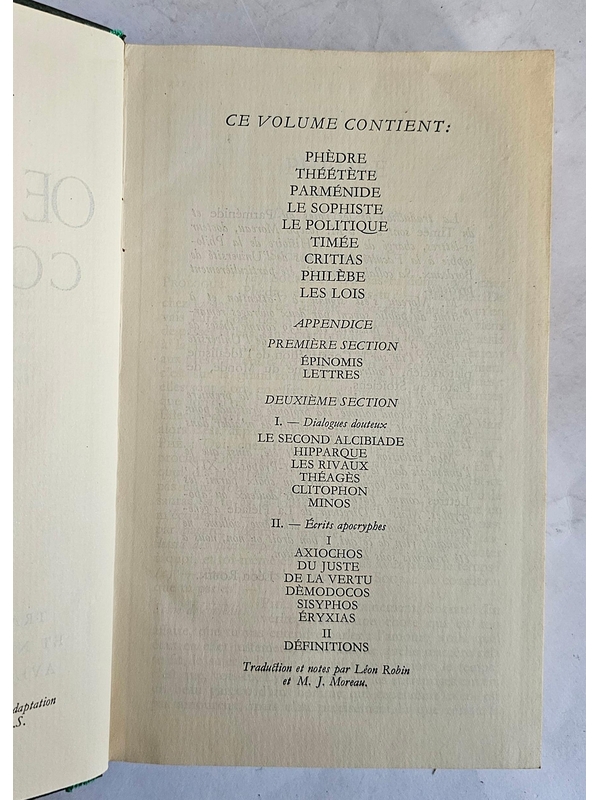 CE VOLUME CONTIENT:
PHÈDRE
THÉÉTÈTE
PARMÉNIDE
LE SOPHISTE
LE POLITIQUE
TIMÉE
CRITIAS
PHILÈBE
LES LOIS
APPENDICE
PREMIÈRE SECTION
ÉPINOMIS
LETTRES
DEUXIÈME SECTION
I. — Dialogues douteux
LE SECOND ALCIBIADE
HIPPARQUE
LES RIVAUX
THÉAGÈS
CLITOPHON
MINOS
II. — Écrits apocryphes
I
AXIOCHOS
DU JUSTE
DE LA VERTU
DÈMODOCOS
SISYPHOS
ÉRYXIAS
II
DÉFINITIONS
Traduction et notes par Léon Robin
et M. J. Moreau.
daptation
S.